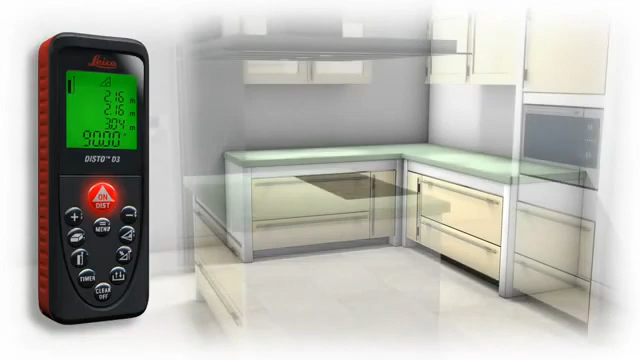 Leica
2.16 m
2.16 m
3.04 m
90.00°
DISTO™ D3
ON
DIST
+
−
=
MENU
TIMER
CLEAR
OFF